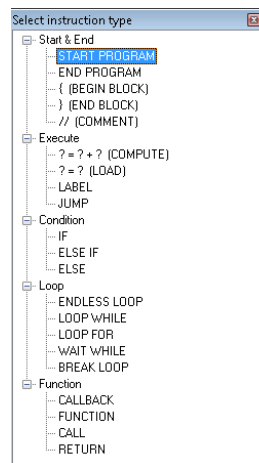 Select instruction type
Start & End
START PROGRAM
END PROGRAM
{ (BEGIN BLOCK)
} (END BLOCK)
// (COMMENT)
Execute
? = ? + ? (COMPUTE)
? = ? (LOAD)
LABEL
JUMP
Condition
IF
ELSE IF
ELSE
Loop
ENDLESS LOOP
LOOP WHILE
LOOP FOR
WAIT WHILE
BREAK LOOP
Function
CALLBACK
FUNCTION
CALL
RETURN